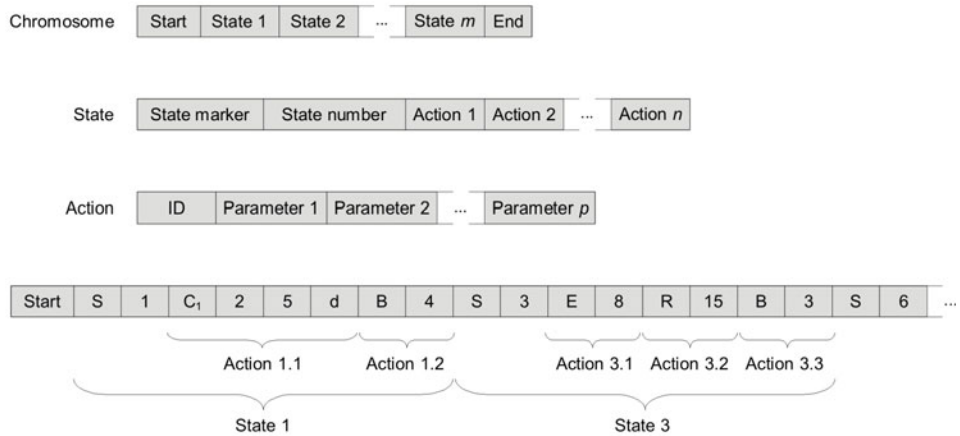 Chromosome Start State 1 State 2 ... State m End
State State marker State number Action 1 Action 2 ... Action n
Action ID Parameter 1 Parameter 2 ... Parameter p
Start S 1 C₁ 2 5 d B 4 S 3 E 8 R 15 B 3 S 6 ...
Action 1.1 Action 1.2 Action 3.1 Action 3.2 Action 3.3
State 1 State 3